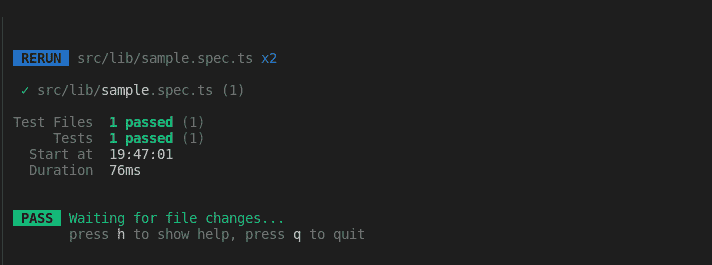 RERUN src/lib/sample.spec.ts x2
✓ src/lib/sample.spec.ts (1)
Test Files 1 passed (1)
Tests 1 passed (1)
Start at 19:47:01
Duration 76ms
PASS Waiting for file changes...
press h to show help, press q to quit